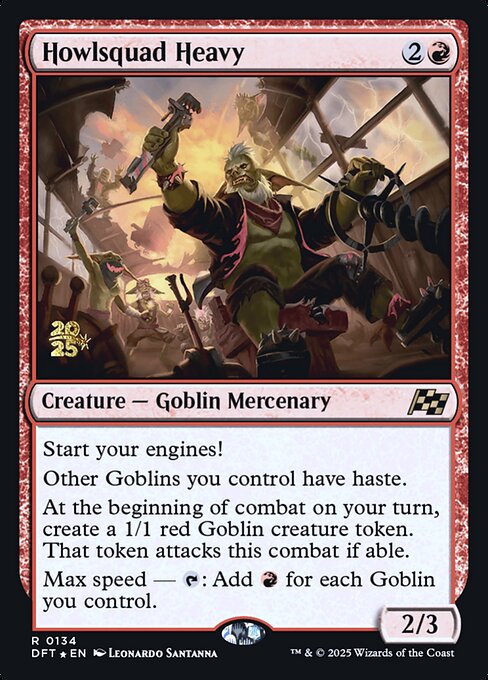 Howlsquad Heavy 2
20
25
Creature — Goblin Mercenary
Start your engines!
Other Goblins you control have haste.
At the beginning of combat on your turn,
create a 1/1 red Goblin creature token.
That token attacks this combat if able.
Max speed — : Add for each Goblin
you control.
2/3
R 0134
DFT ★ EN Leonardo Santanna
™ & © 2025 Wizards of the Coast